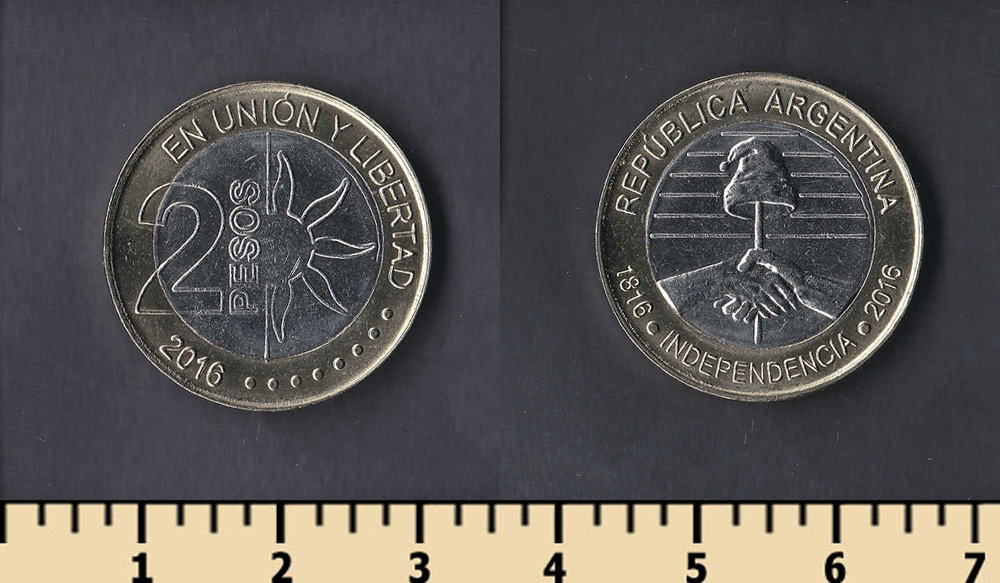 EN UNIÓN Y LIBERTAD
2
PESOS
2016
REPÚBLICA ARGENTINA
1816 • INDEPENDENCIA • 2016
1 2 3 4 5 6 7